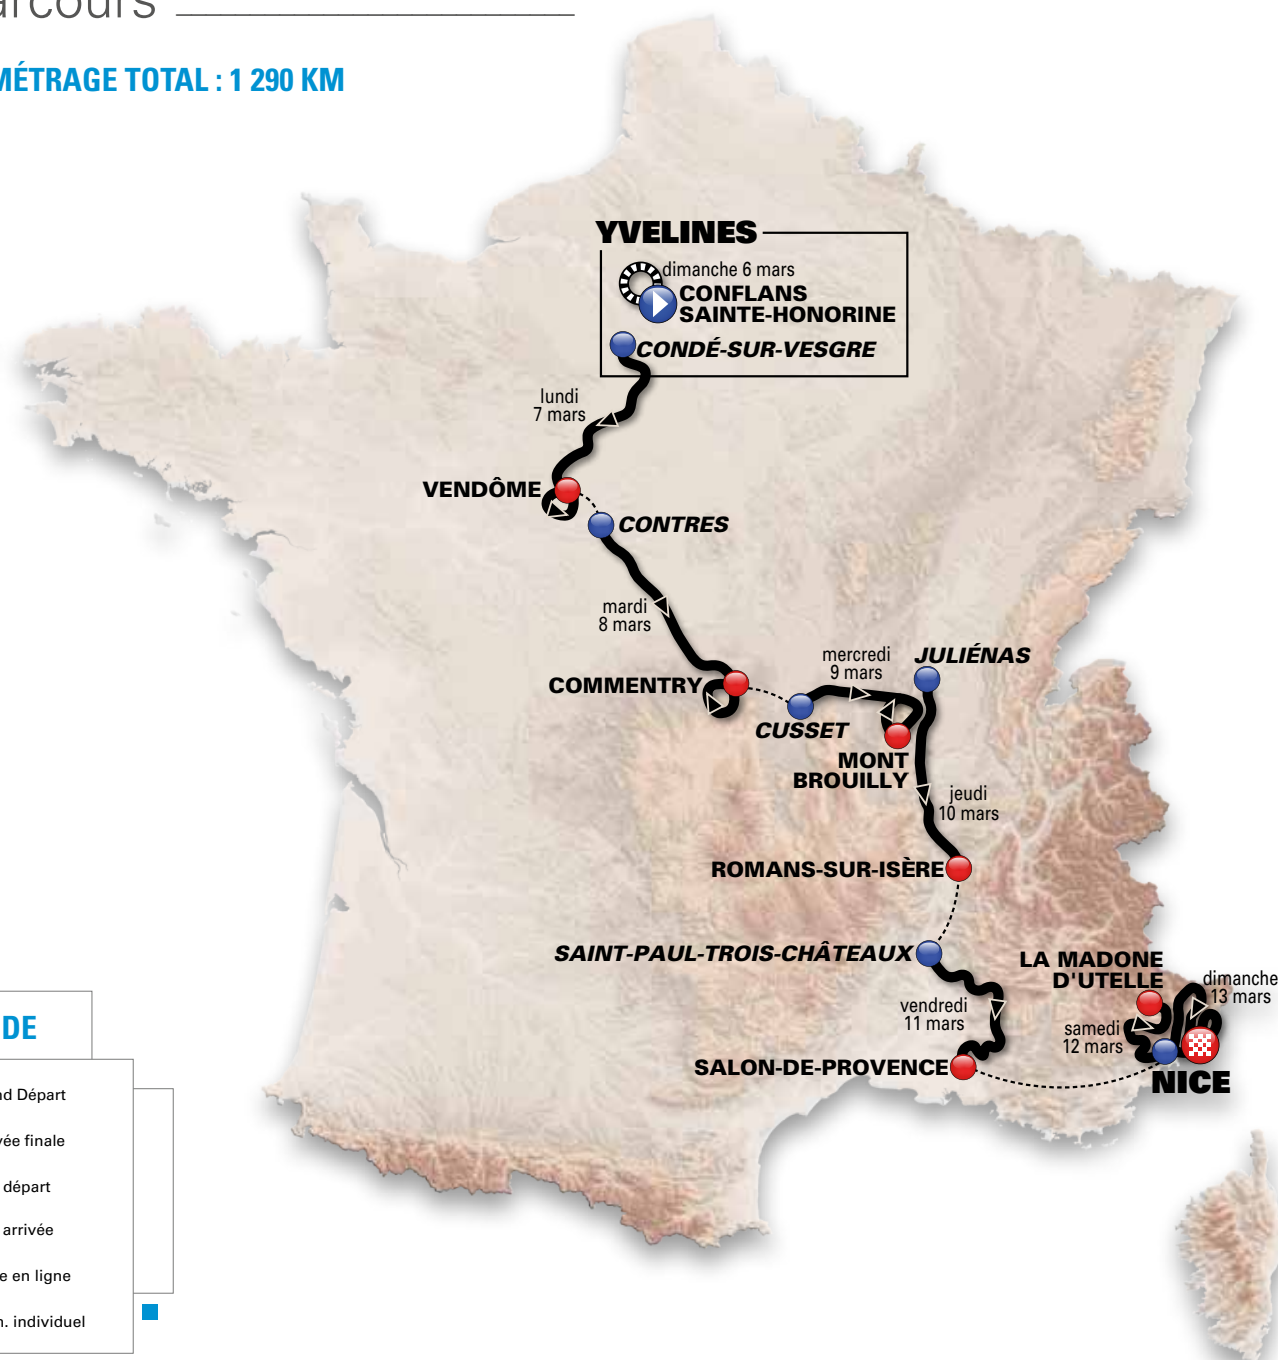 arcours
MÉTRAGE TOTAL : 1 290 KM
YVELINES
dimanche 6 mars
CONFLANS
SAINTE-HONORINE
CONDÉ-SUR-VESGRE
lundi
7 mars
VENDÔME
CONTRES
mardi
8 mars
COMMENTRY
CUSSET
mercredi
9 mars
JULIÉNAS
MONT
BROUILLY
jeudi
10 mars
ROMANS-SUR-ISÈRE
SAINT-PAUL-TROIS-CHÂTEAUX
vendredi
11 mars
SALON-DE-PROVENCE
LA MADONE
D'UTELLE
samedi
12 mars
dimanche
13 mars
NICE
DE
nd Départ
vée finale
départ
arrivée
e en ligne
n. individuel